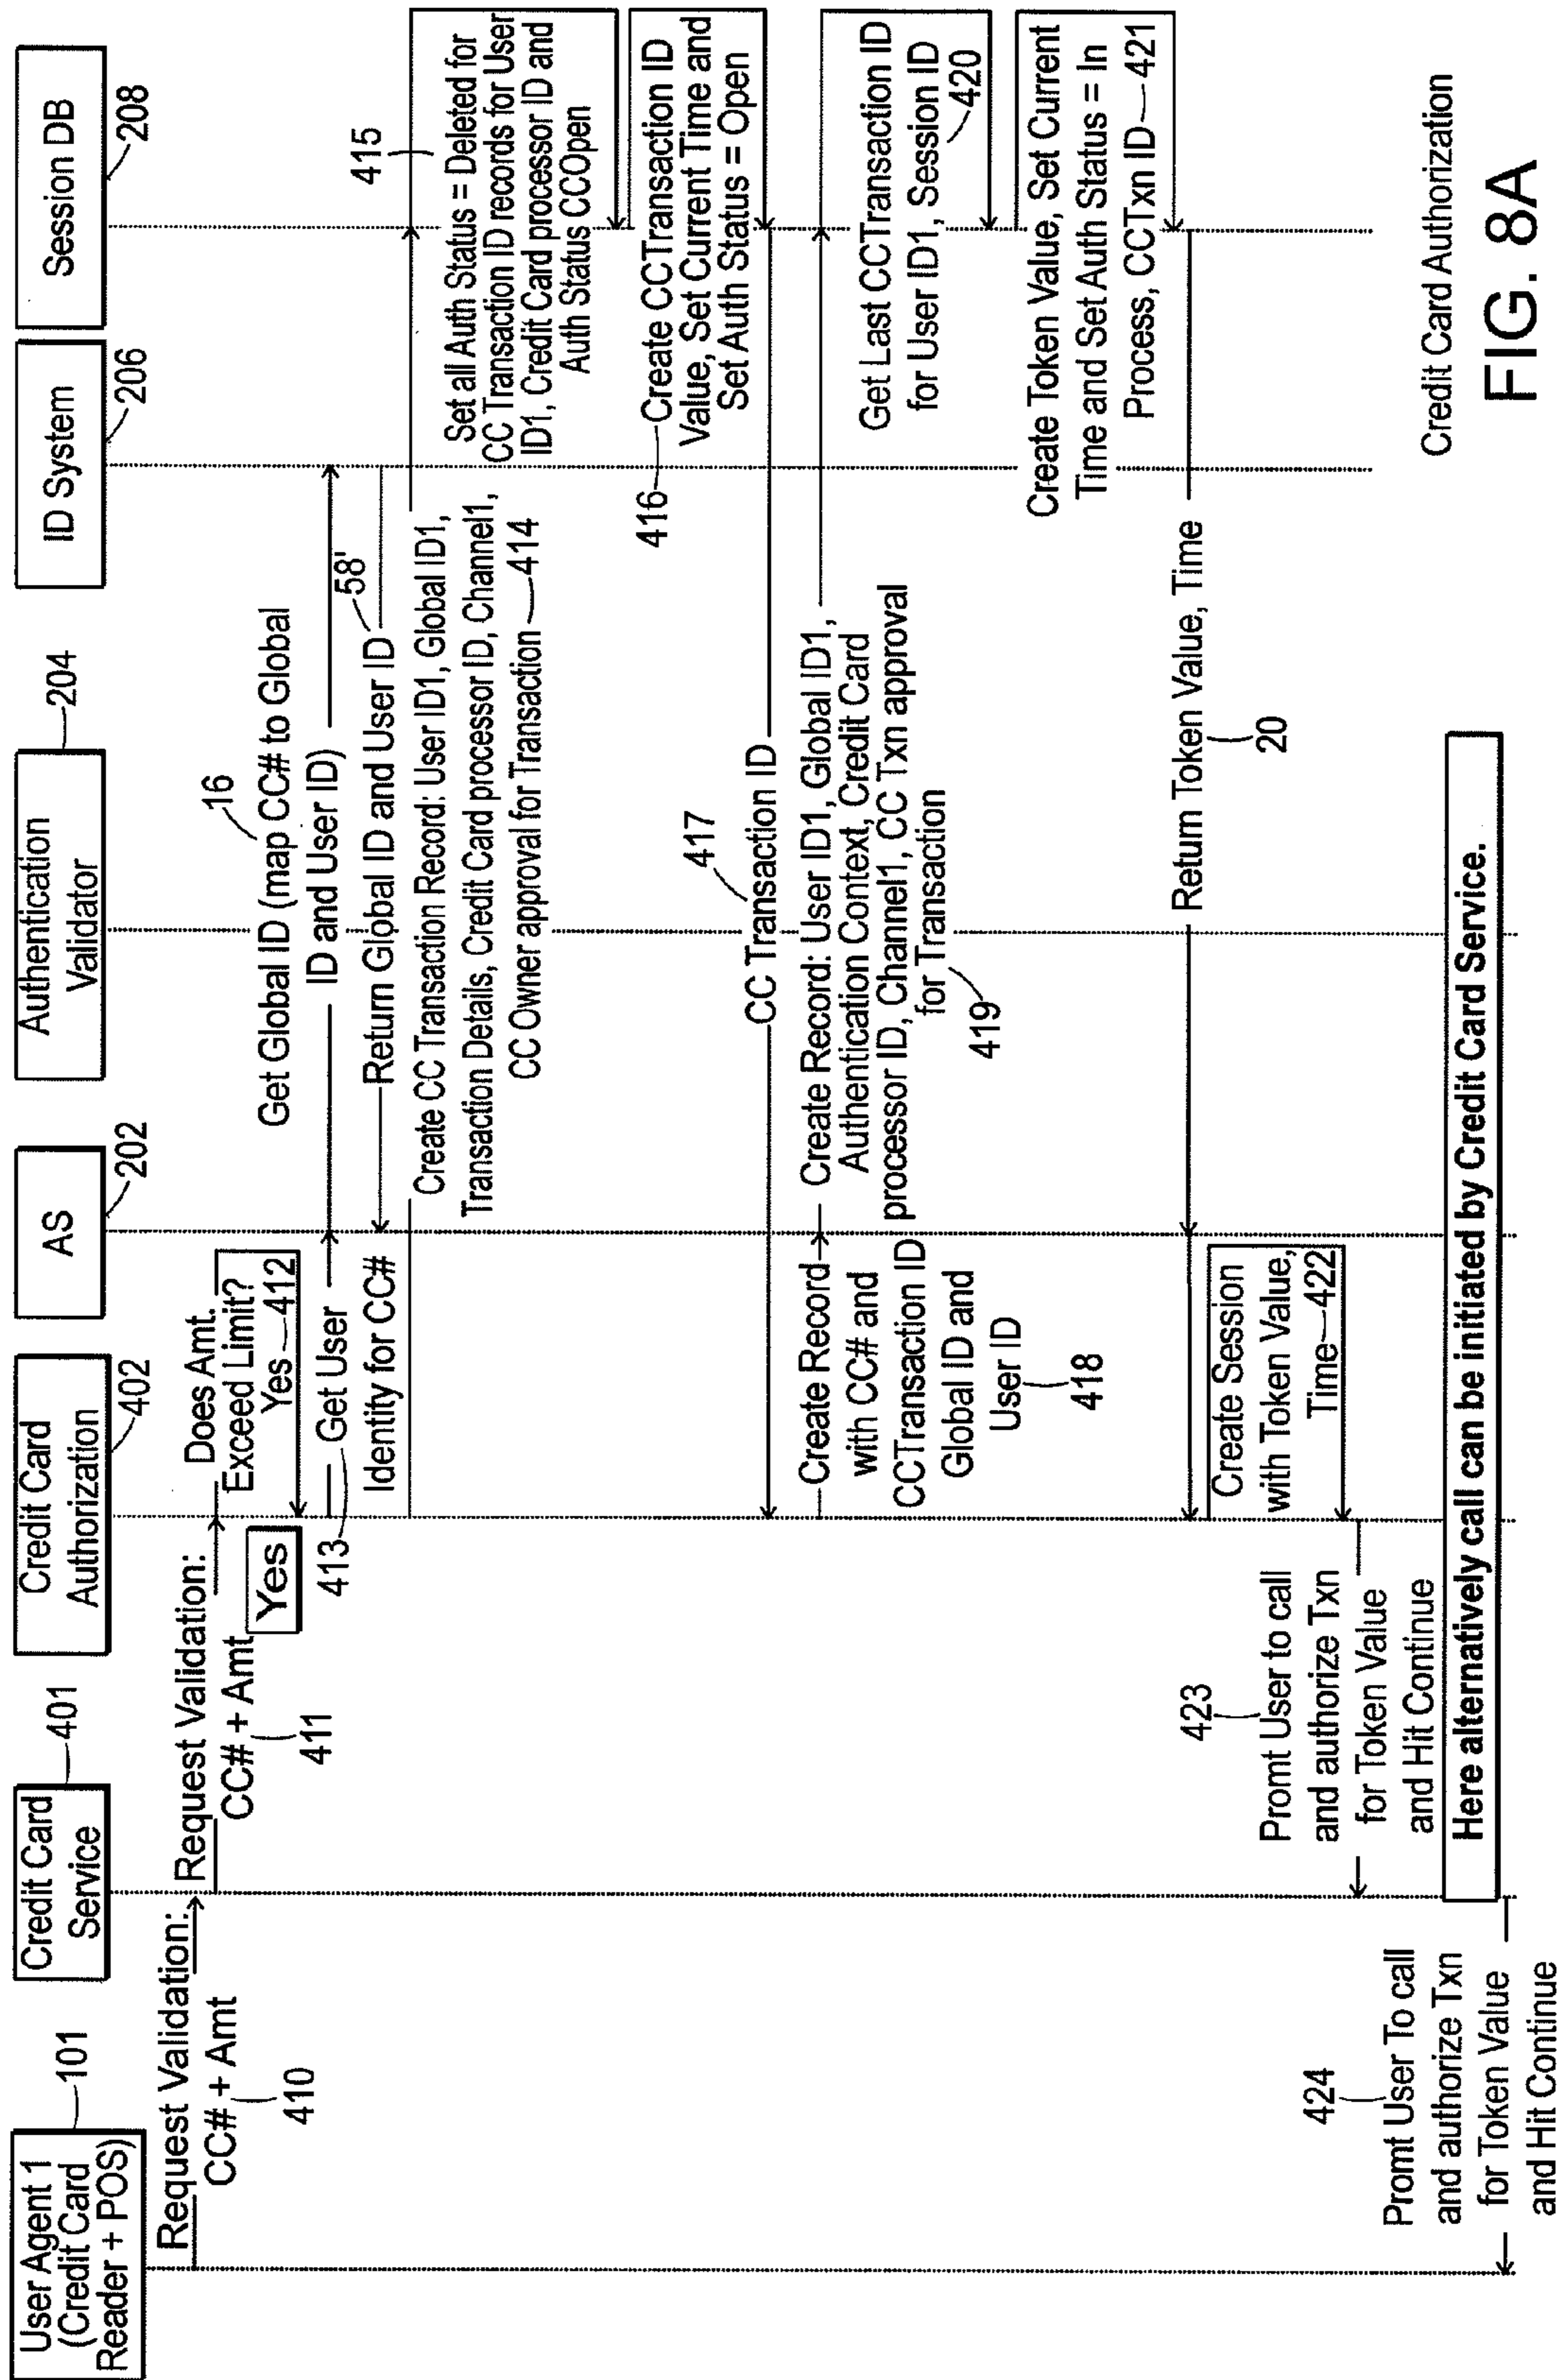 User Agent 1
(Credit Card
Reader + POS)
101
Credit Card
Service
401
Credit Card
Authorization
402
AS
202
Authentication
Validator
204
ID System
206
Session DB
208
Request Validation:
CC# + Amt
410
Request Validation:
CC# + Amt
411
Does Amt.
Exceed Limit?
Yes 412
Yes
413 Get User
Identity for CC#
16
Get Global ID (map CC# to Global
ID and User ID)
Return Global ID and User ID 58'
Create CC Transaction Record: User ID1, Global ID1,
Transaction Details, Credit Card processor ID, Channel1,
CC Owner approval for Transaction 414
415
Set all Auth Status = Deleted for
CC Transaction ID records for User
ID1, Credit Card processor ID and
Auth Status CCOpen
416 Create CCTransaction ID
Value, Set Current Time and
Set Auth Status = Open
417
CC Transaction ID
Create Record
with CC# and
CCTransaction ID
Global ID and
User ID
418
Create Record: User ID1, Global ID1,
Authentication Context, Credit Card
processor ID, Channel1, CC Txn approval
for Transaction
419
Get Last CCTransaction ID
for User ID1, Session ID
420
Create Token Value, Set Current
Time and Set Auth Status = In
Process, CCTxn ID 421
Return Token Value, Time
20
Create Session
with Token Value,
Time 422
423
Promt User to call
and authorize Txn
for Token Value
and Hit Continue
Here alternatively call can be initiated by Credit Card Service.
424
Promt User To call
and authorize Txn
for Token Value
and Hit Continue
Credit Card Authorization
FIG. 8A